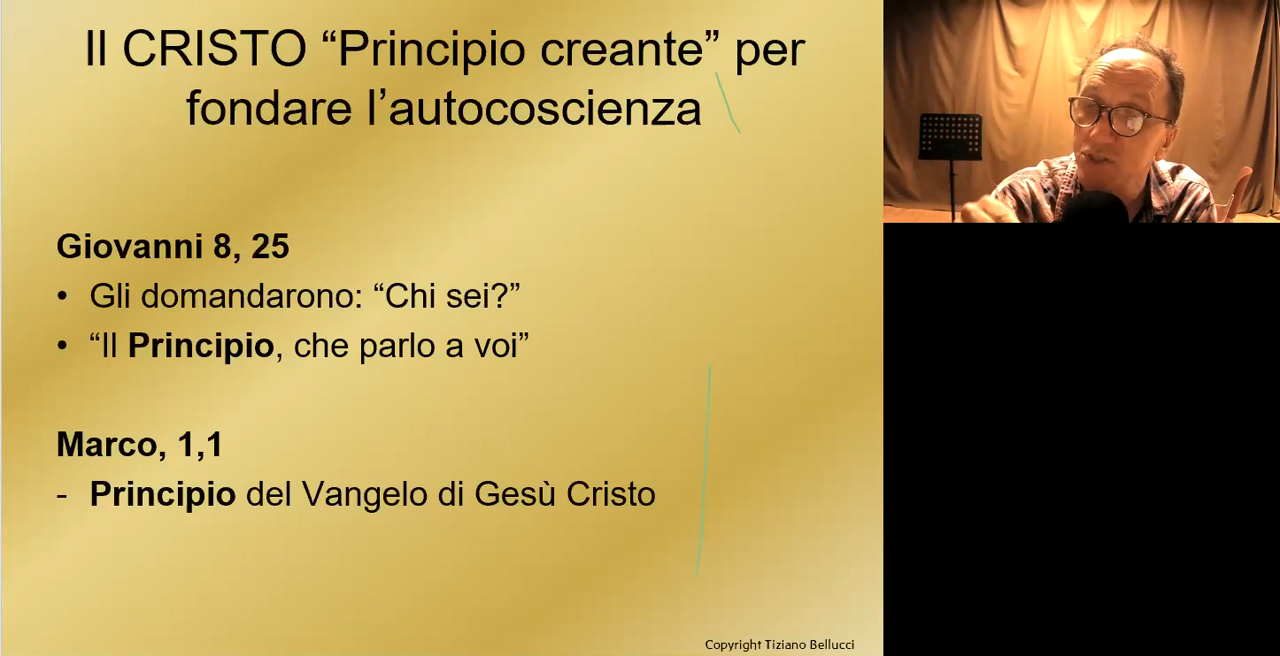 Il CRISTO “Principio creante” per
fondare l’autocoscienza
Giovanni 8, 25
• Gli domandarono: “Chi sei?”
• “Il Principio, che parlo a voi”
Marco, 1,1
- Principio del Vangelo di Gesù Cristo
Copyright Tiziano Bellucci